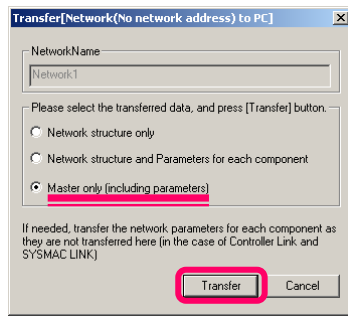 Transfer[Network(No network address) to PC]
NetworkName
Network1
Please select the transferred data, and press [Transfer] button.
Network structure only
Network structure and Parameters for each component
Master only (including parameters)
If needed, transfer the network parameters for each component as
they are not transferred here (in the case of Controller Link and
SYSMAC LINK)
Transfer
Cancel